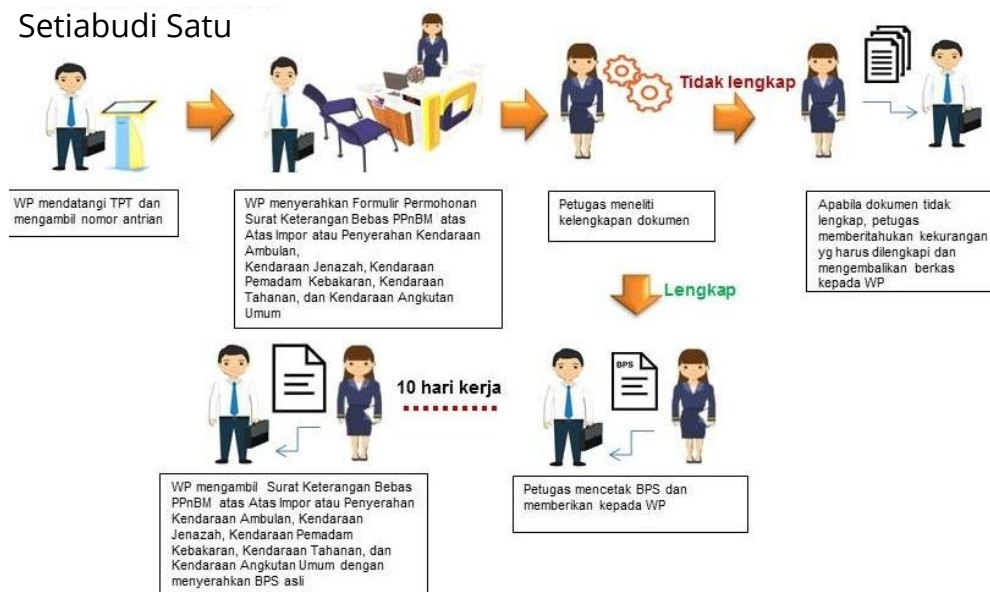 Setiabudi Satu
WP mendatangi TPT dan
mengambil nomor antrian
WP menyerahkan Formulir Permohonan
Surat Keterangan Bebas PPnBM atas
Atas Impor atau Penyerahan Kendaraan
Ambulan,
Kendaraan Jenazah, Kendaraan
Pemadam Kebakaran, Kendaraan
Tahanan, dan Kendaraan Angkutan
Umum
Petugas meneliti
kelengkapan dokumen
Tidak lengkap
Apabila dokumen tidak
lengkap, petugas
memberitahukan kekurangan
yg harus dilengkapi dan
mengembalikan berkas
kepada WP
Lengkap
BPS
Petugas mencetak BPS dan
memberikan kepada WP
10 hari kerja
WP mengambil Surat Keterangan Bebas
PPnBM atas Atas Impor atau Penyerahan
Kendaraan Ambulan, Kendaraan
Jenazah, Kendaraan Pemadam
Kebakaran, Kendaraan Tahanan, dan
Kendaraan Angkutan Umum dengan
menyerahkan BPS asli